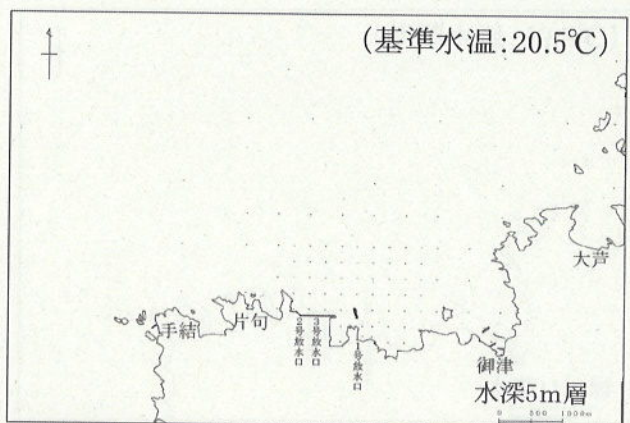 (基準水温:20.5℃)
大芦
手結
片句
2号放水口
3号放水口
1号放水口
御津
水深5m層
0 500 1000m